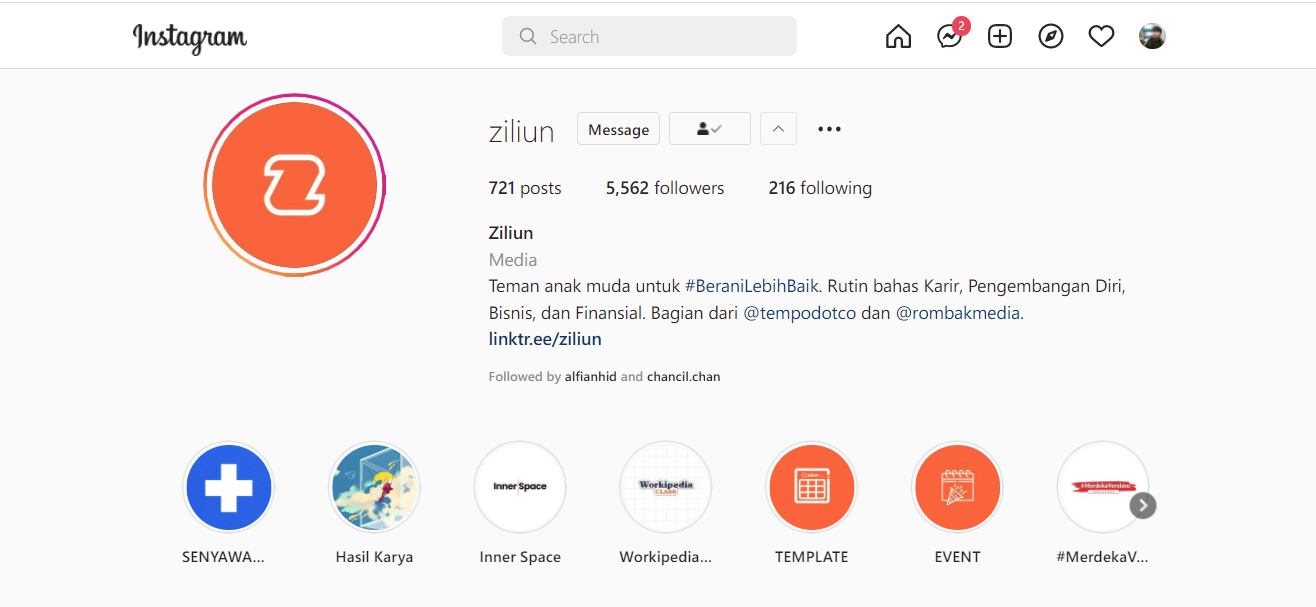 Instagram
Search
2
ziliun
Message
721 posts 5,562 followers 216 following
Ziliun
Media
Teman anak muda untuk #BeraniLebihBaik. Rutin bahas Karir, Pengembangan Diri,
Bisnis, dan Finansial. Bagian dari @tempodotco dan @rombakmedia.
linktr.ee/ziliun
Followed by alfianhid and chancil.chan
Inner Space
Workipedia
CLASS
#MerdekaVersimu
SENYAWA... Hasil Karya Inner Space Workipedia... TEMPLATE EVENT #MerdekaV...